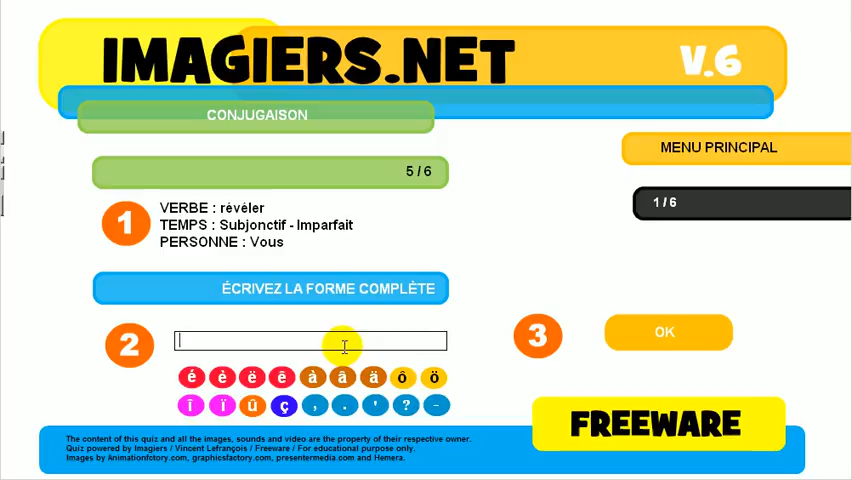 IMAGIERS.NET
V.6
CONJUGAISON
MENU PRINCIPAL
5 / 6
1 / 6
1
VERBE : révéler
TEMPS : Subjonctif - Imparfait
PERSONNE : Vous
ÉCRIVEZ LA FORME COMPLÈTE
2
3
OK
é è ë ê à â ä ô ö
î ï û ç , . ' ? -
FREEWARE
The content of this quiz and all the images, sounds and video are the property of their respective owner.
Quiz powered by Imagiers / Vincent Lefrançois / Freeware / For educational purpose only.
Images by Animationfctory.com, graphicsfactory.com, presentermedia.com and Hemera.